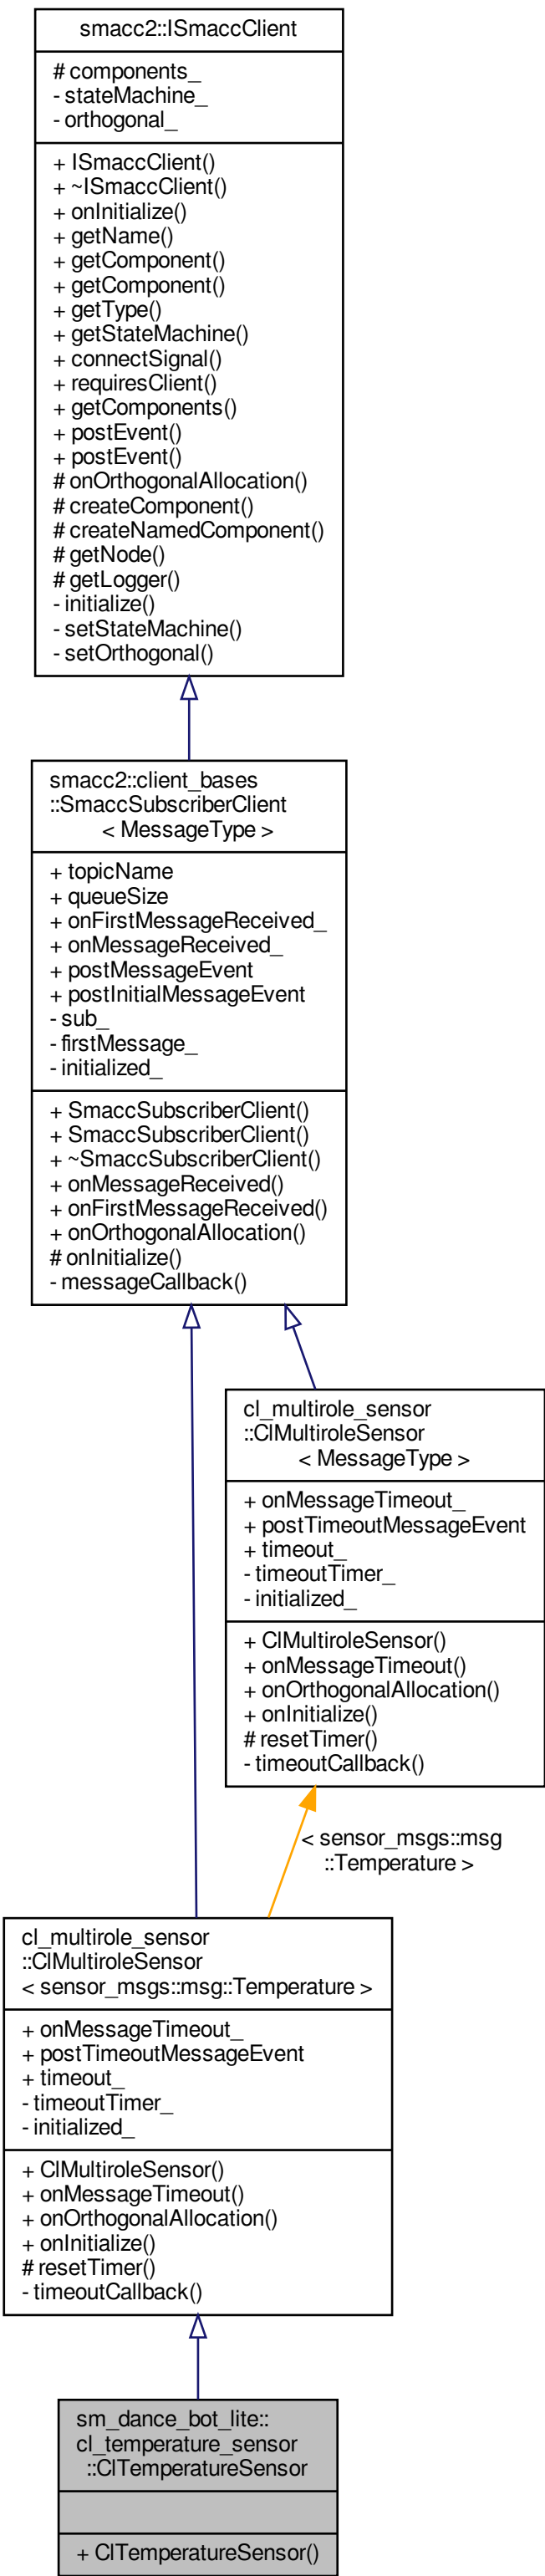 smacc2::ISmaccClient
# components_
- stateMachine_
- orthogonal_
+ ISmaccClient()
+ ~ISmaccClient()
+ onInitialize()
+ getName()
+ getComponent()
+ getComponent()
+ getType()
+ getStateMachine()
+ connectSignal()
+ requiresClient()
+ getComponents()
+ postEvent()
+ postEvent()
# onOrthogonalAllocation()
# createComponent()
# createNamedComponent()
# getNode()
# getLogger()
- initialize()
- setStateMachine()
- setOrthogonal()
smacc2::client_bases
::SmaccSubscriberClient
< MessageType >
+ topicName
+ queueSize
+ onFirstMessageReceived_
+ onMessageReceived_
+ postMessageEvent
+ postInitialMessageEvent
- sub_
- firstMessage_
- initialized_
+ SmaccSubscriberClient()
+ SmaccSubscriberClient()
+ ~SmaccSubscriberClient()
+ onMessageReceived()
+ onFirstMessageReceived()
+ onOrthogonalAllocation()
# onInitialize()
- messageCallback()
cl_multirole_sensor
::ClMultiroleSensor
< MessageType >
+ onMessageTimeout_
+ postTimeoutMessageEvent
+ timeout_
- timeoutTimer_
- initialized_
+ ClMultiroleSensor()
+ onMessageTimeout()
+ onOrthogonalAllocation()
+ onInitialize()
# resetTimer()
- timeoutCallback()
< sensor_msgs::msg
::Temperature >
cl_multirole_sensor
::ClMultiroleSensor
< sensor_msgs::msg::Temperature >
+ onMessageTimeout_
+ postTimeoutMessageEvent
+ timeout_
- timeoutTimer_
- initialized_
+ ClMultiroleSensor()
+ onMessageTimeout()
+ onOrthogonalAllocation()
+ onInitialize()
# resetTimer()
- timeoutCallback()
sm_dance_bot_lite::
cl_temperature_sensor
::ClTemperatureSensor
+ ClTemperatureSensor()